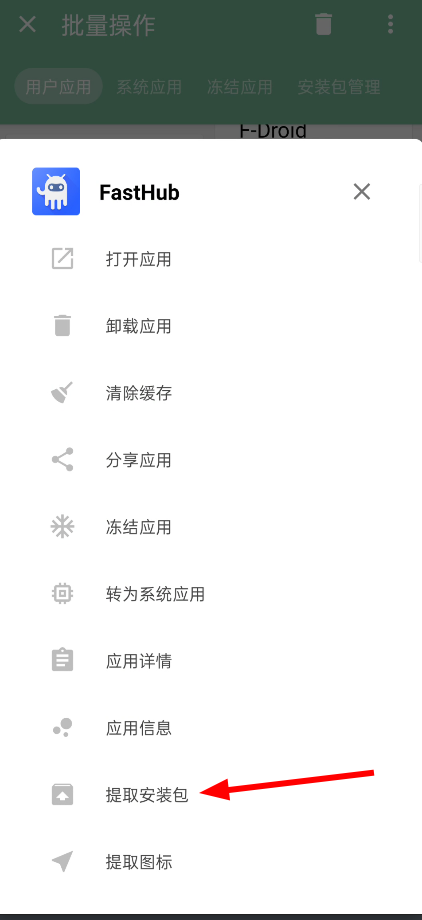 批量操作
用户应用 系统应用 冻结应用 安装包管理
F-Droid
FastHub
打开应用
卸载应用
清除缓存
分享应用
冻结应用
转为系统应用
应用详情
应用信息
提取安装包
提取图标